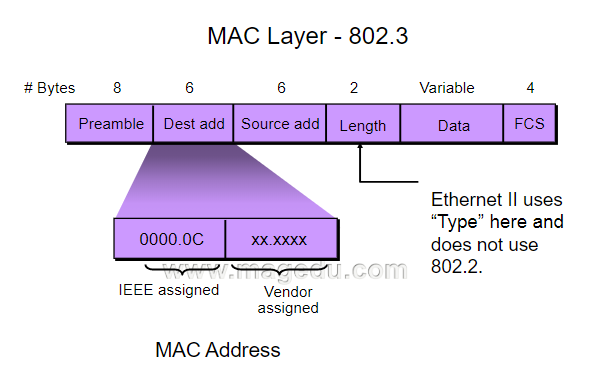 MAC Layer - 802.3
# Bytes 8 6 6 2 Variable 4
Preamble Dest add Source add Length Data FCS
Ethernet II uses
“Type” here and
does not use
802.2.
0000.0C xx.xxxx
www.magedu.com
IEEE assigned Vendor
assigned
MAC Address